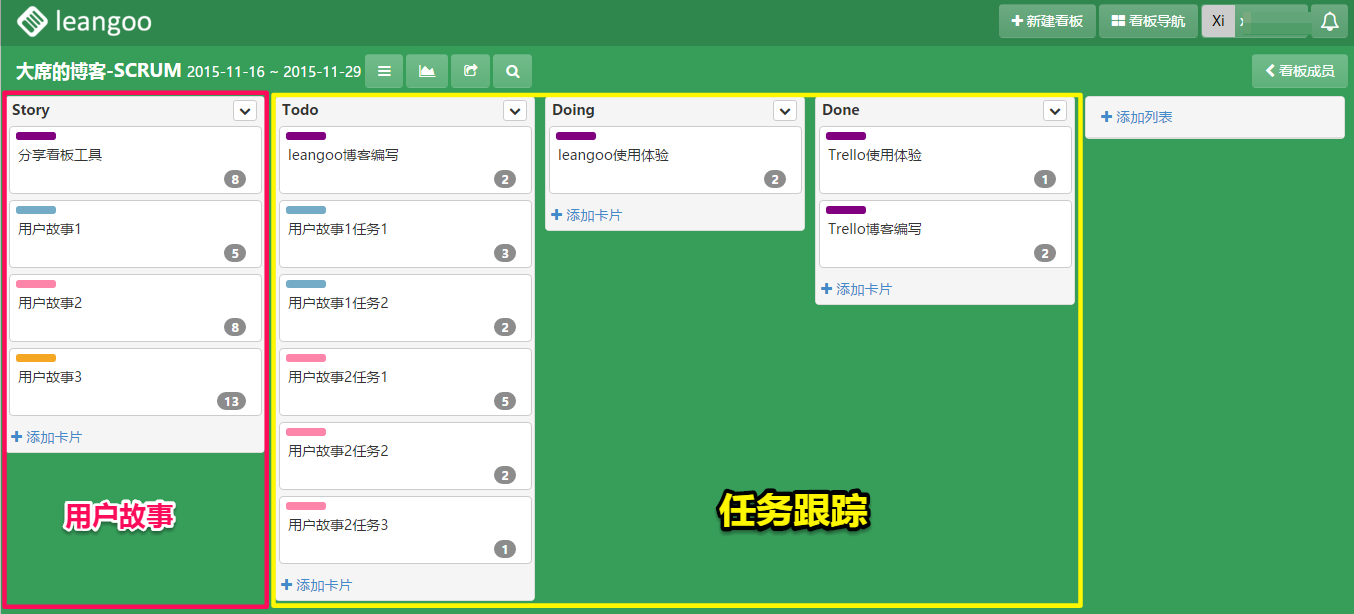 leangoo
新建看板
看板导航
Xi
大席的博客-SCRUM 2015-11-16 ~ 2015-11-29
看板成员
Story
分享看板工具
8
用户故事1
5
用户故事2
8
用户故事3
13
添加卡片
用户故事
Todo
leangoo博客编写
2
用户故事1任务1
3
用户故事1任务2
2
用户故事2任务1
5
用户故事2任务2
2
用户故事2任务3
1
添加卡片
Doing
leangoo使用体验
2
添加卡片
Done
Trello使用体验
1
Trello博客编写
2
添加卡片
任务跟踪
添加列表